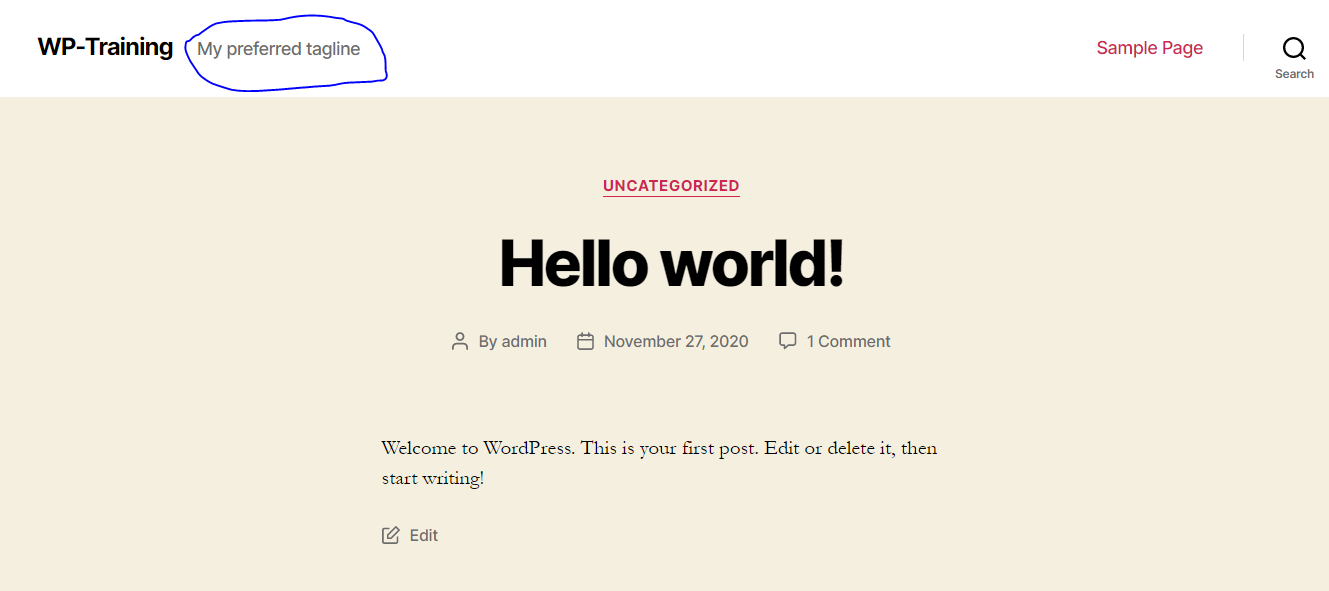 WP-Training My preferred tagline Sample Page
Search
UNCATEGORIZED
Hello world!
By admin November 27, 2020 1 Comment
Welcome to WordPress. This is your first post. Edit or delete it, then
start writing!
Edit